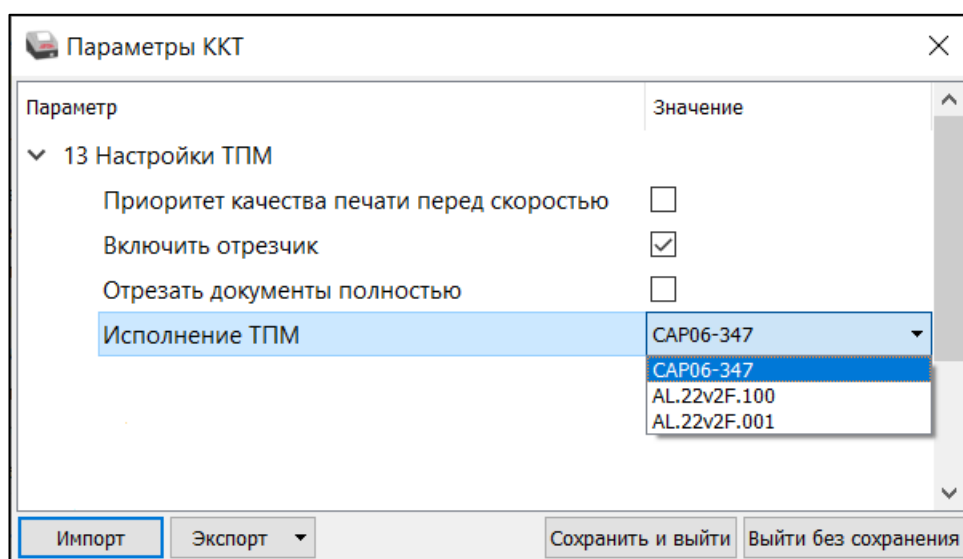 Параметры ККТ
Параметр Значение
13 Настройки ТПМ
Приоритет качества печати перед скоростью
Включить отрезчик
Отрезать документы полностью
Исполнение ТПМ CAP06-347
CAP06-347
AL.22v2F.100
AL.22v2F.001
Импорт Экспорт Сохранить и выйти Выйти без сохранения